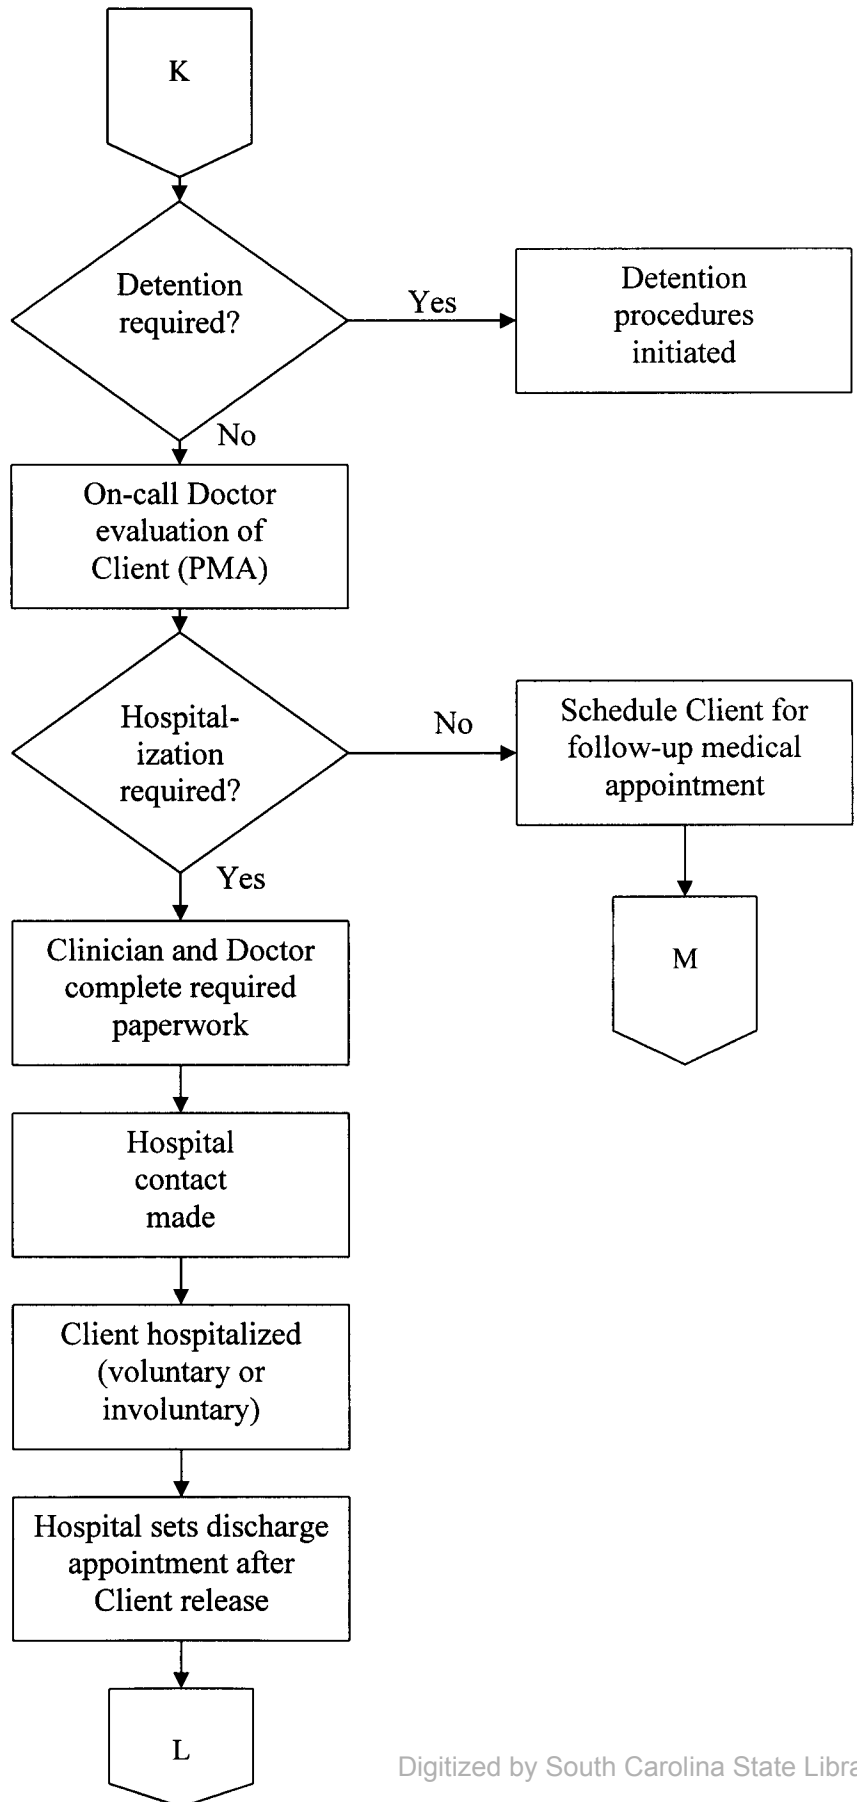 K
Detention
required?
Yes
Detention
procedures
initiated
No
On-call Doctor
evaluation of
Client (PMA)
Hospital-
ization
required?
No
Schedule Client for
follow-up medical
appointment
Yes
M
Clinician and Doctor
complete required
paperwork
Hospital
contact
made
Client hospitalized
(voluntary or
involuntary)
Hospital sets discharge
appointment after
Client release
L
Digitized by South Carolina State Libra